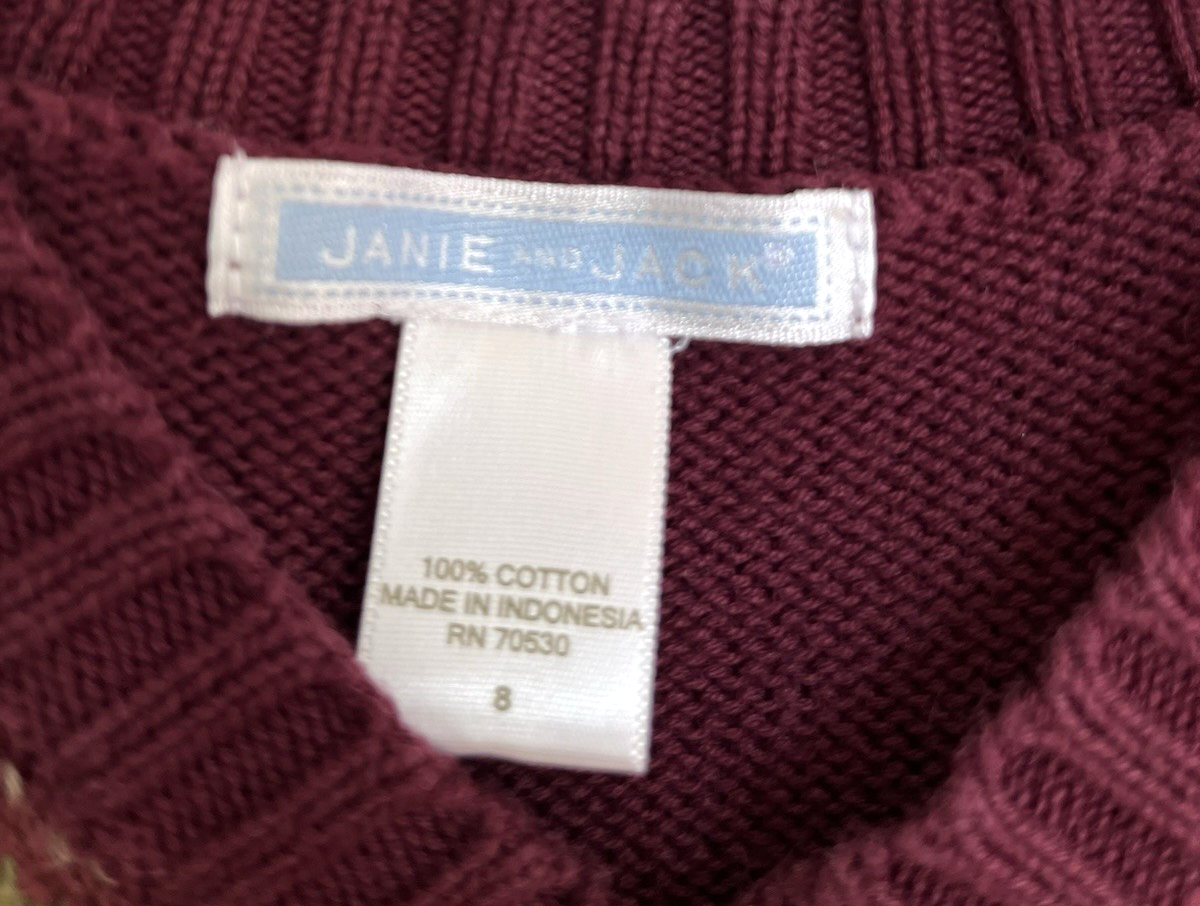 JANIE AND JACK
100% COTTON
MADE IN INDONESIA
RN 70530
8